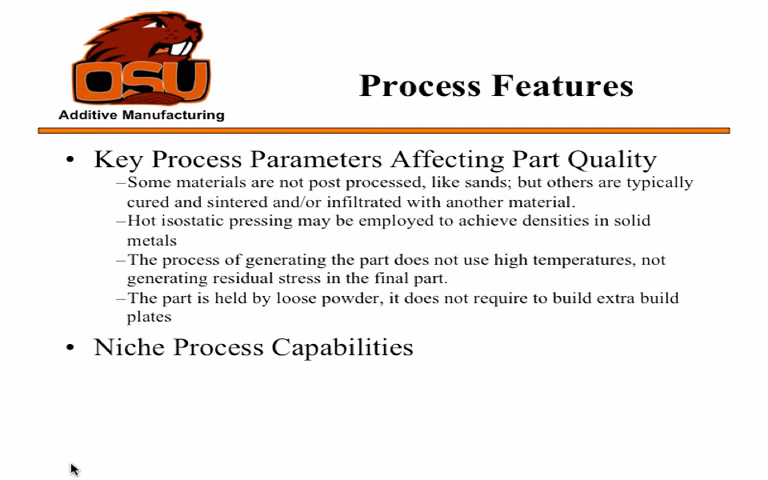 OSU
Additive Manufacturing
Process Features
• Key Process Parameters Affecting Part Quality
–Some materials are not post processed, like sands; but others are typically
cured and sintered and/or infiltrated with another material.
–Hot isostatic pressing may be employed to achieve densities in solid
metals
–The process of generating the part does not use high temperatures, not
generating residual stress in the final part.
–The part is held by loose powder, it does not require to build extra build
plates
• Niche Process Capabilities